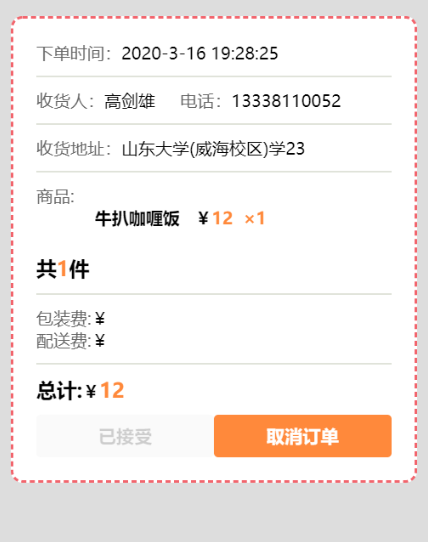 下单时间：2020-3-16 19:28:25
收货人：高剑雄 电话：13338110052
收货地址：山东大学(威海校区)学23
商品:
牛扒咖喱饭 ￥12 ×1
共1件
包装费:￥
配送费:￥
总计:￥12
已接受 取消订单